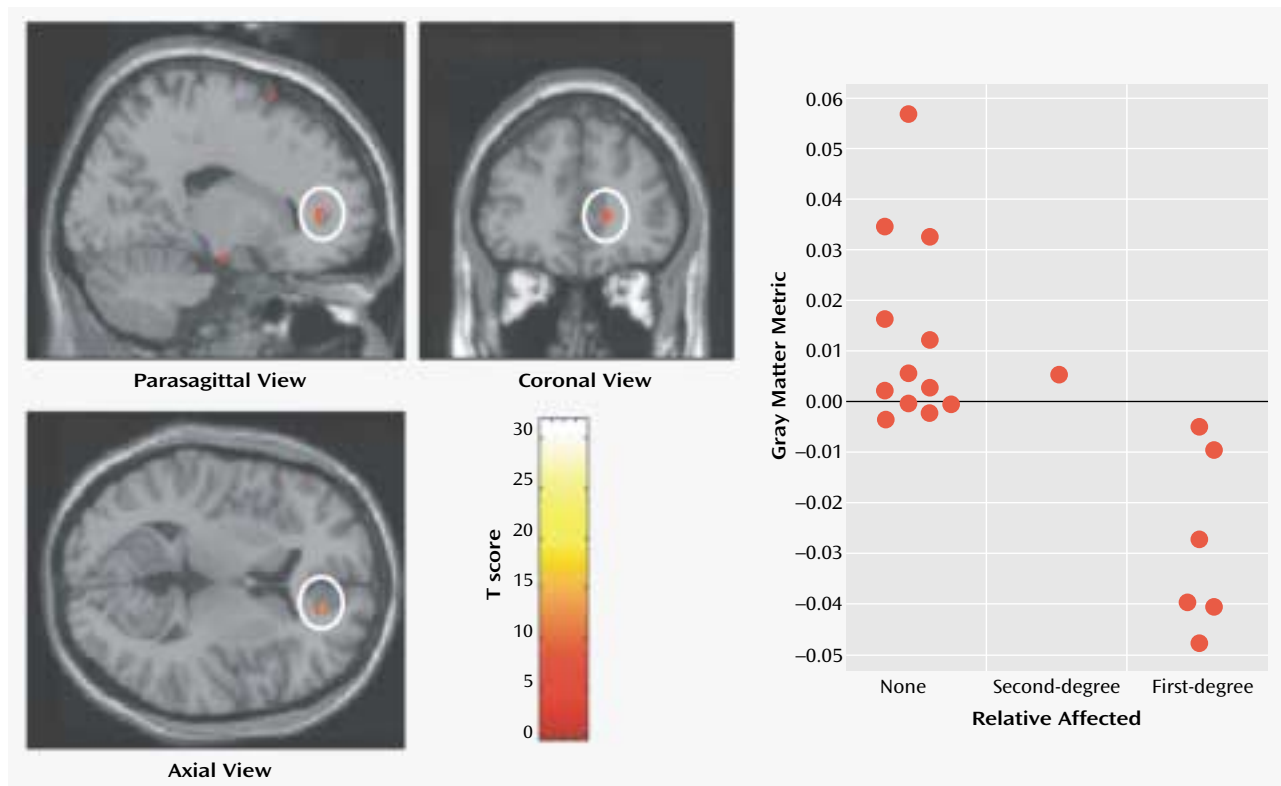 Parasagittal View
Coronal View
Axial View
T score
30
25
20
15
10
5
0
Gray Matter Metric
0.06
0.05
0.04
0.03
0.02
0.01
0.00
−0.01
−0.02
−0.03
−0.04
−0.05
None
Second-degree
First-degree
Relative Affected